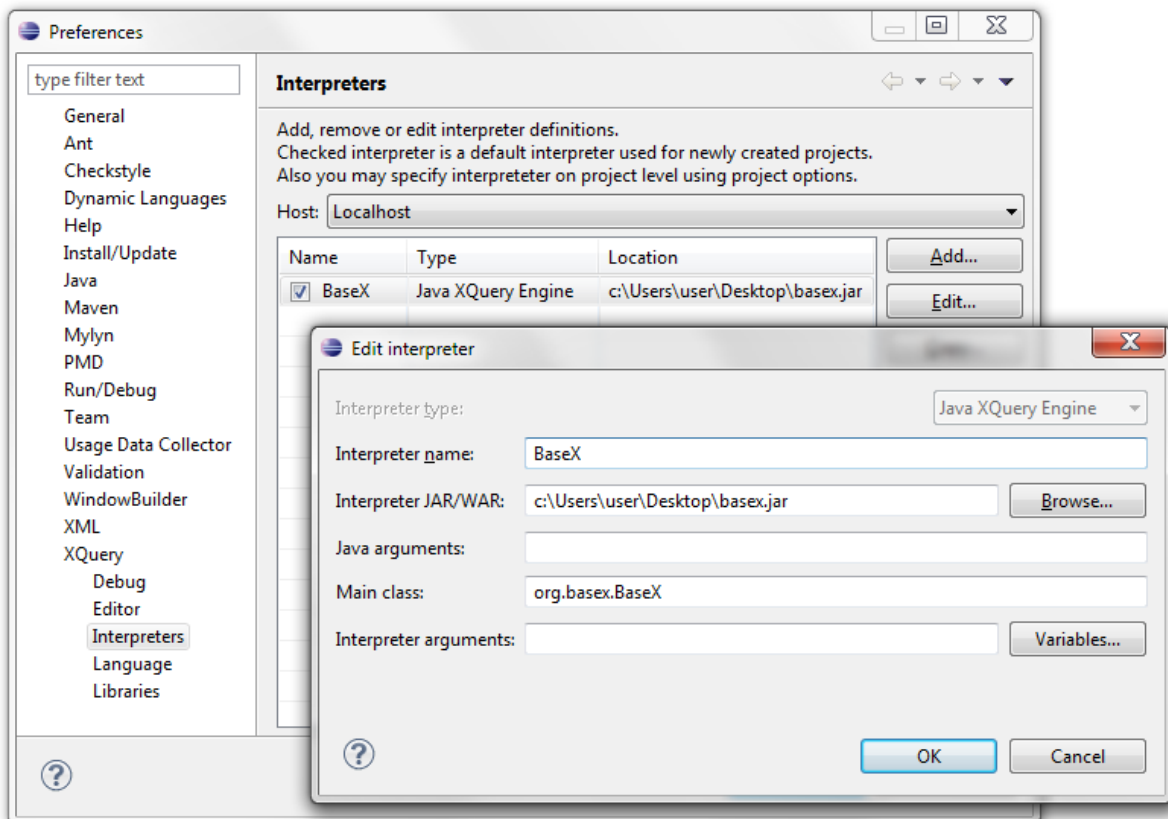 Preferences
type filter text
General
Ant
Checkstyle
Dynamic Languages
Help
Install/Update
Java
Maven
Mylyn
PMD
Run/Debug
Team
Usage Data Collector
Validation
WindowBuilder
XML
XQuery
Debug
Editor
Interpreters
Language
Libraries
Interpreters
Add, remove or edit interpreter definitions.
Checked interpreter is a default interpreter used for newly created projects.
Also you may specify interpreteter on project level using project options.
Host: Localhost
Name Type Location
BaseX Java XQuery Engine c:\Users\user\Desktop\basex.jar
Add...
Edit...
Edit interpreter
Interpreter type: Java XQuery Engine
Interpreter name: BaseX
Interpreter JAR/WAR: c:\Users\user\Desktop\basex.jar Browse...
Java arguments:
Main class: org.basex.BaseX
Interpreter arguments: Variables...
OK Cancel